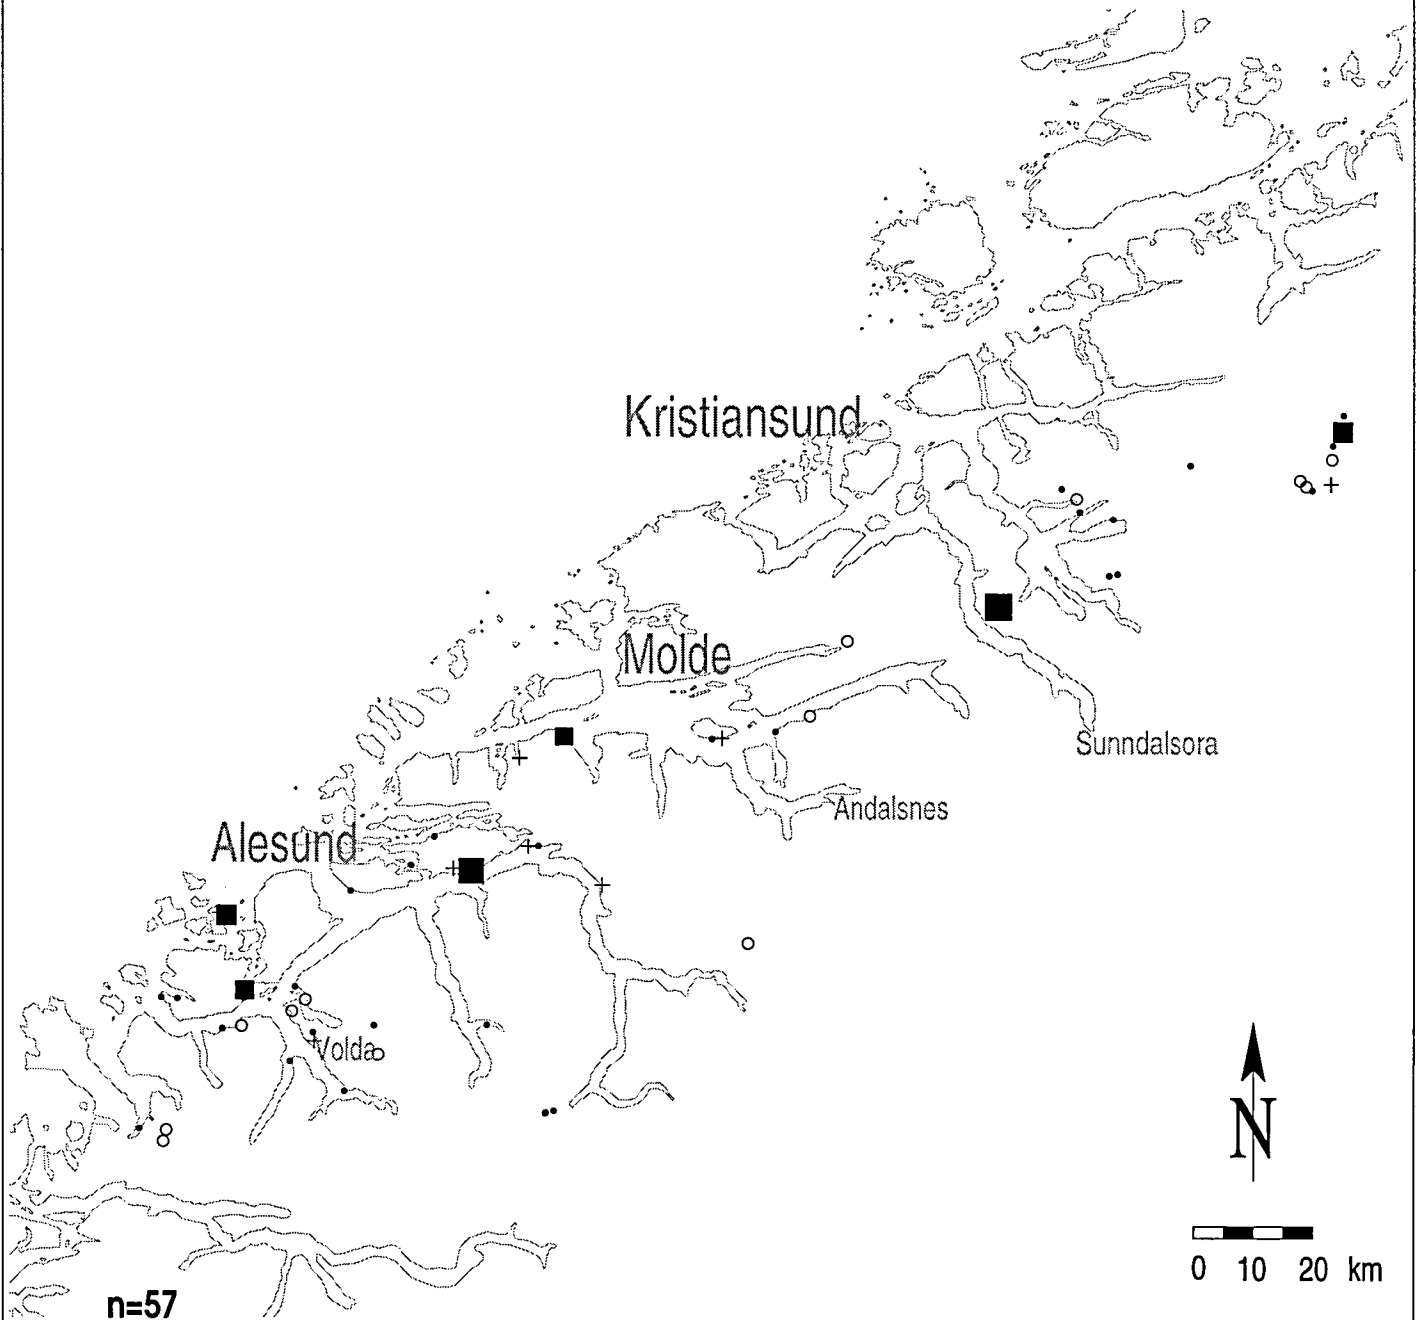 Kristiansund
Molde
Sunndalsora
Andalsnes
Alesund
Volda
N
0 10 20 km
n=57